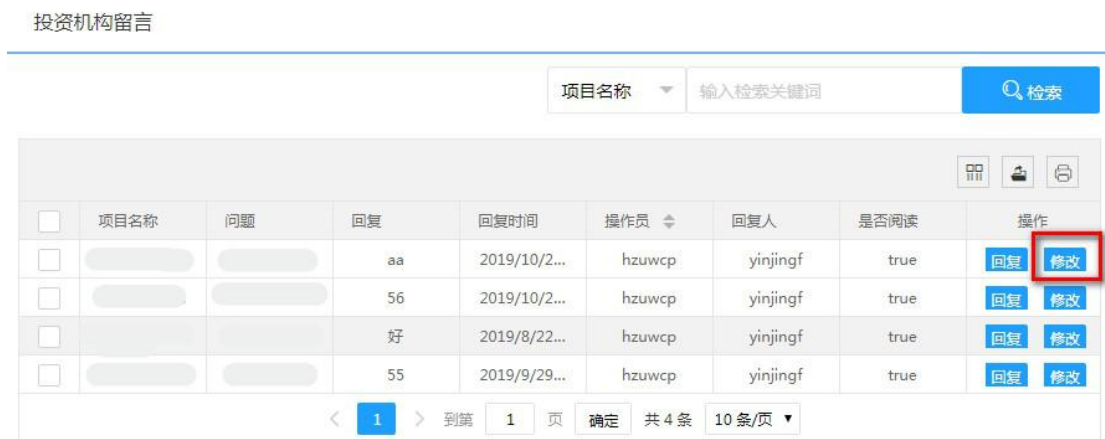 投资机构留言
项目名称 输入检索关键词 检索
项目名称 问题 回复 回复时间 操作员 回复人 是否阅读 操作
aa 2019/10/2... hzuwcp yinjingf true 回复 修改
56 2019/10/2... hzuwcp yinjingf true 回复 修改
好 2019/8/22... hzuwcp yinjingf true 回复 修改
55 2019/9/29... hzuwcp yinjingf true 回复 修改
1 到第 1 页 确定 共 4 条 10 条/页